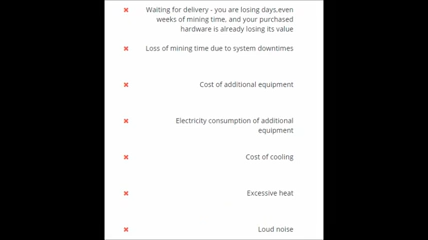 Waiting for delivery - you are losing days,even
weeks of mining time, and your purchased
hardware is already losing its value
Loss of mining time due to system downtimes
Cost of additional equipment
Electricity consumption of additional
equipment
Cost of cooling
Excessive heat
Loud noise